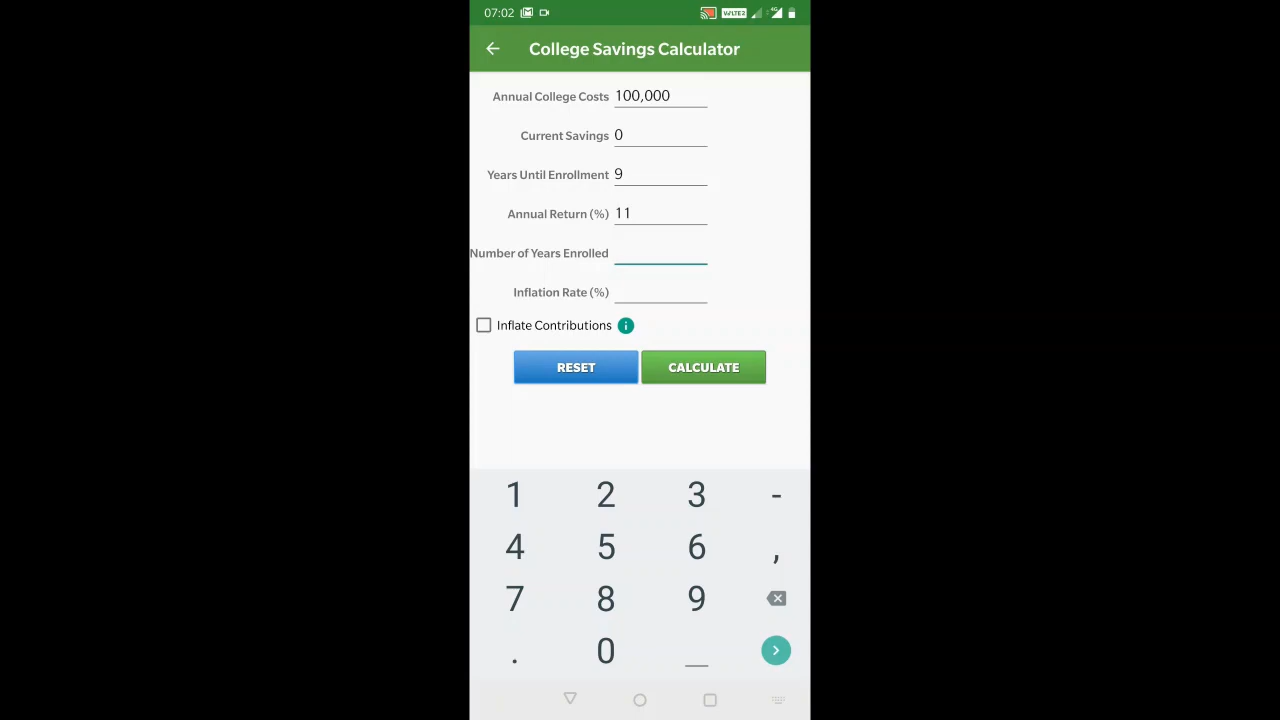 07:02 VoLTE2 4G
College Savings Calculator
Annual College Costs 100,000
Current Savings 0
Years Until Enrollment 9
Annual Return (%) 11
Number of Years Enrolled
Inflation Rate (%)
Inflate Contributions i
RESET CALCULATE
1 2 3 -
4 5 6 ,
7 8 9
. 0 _